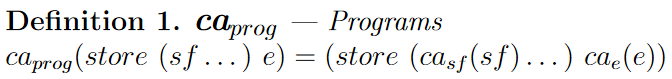 Definition 1. ca_prog — Programs
ca_prog(store (sf ...) e) = (store (ca_sf(sf) ...) ca_e(e))